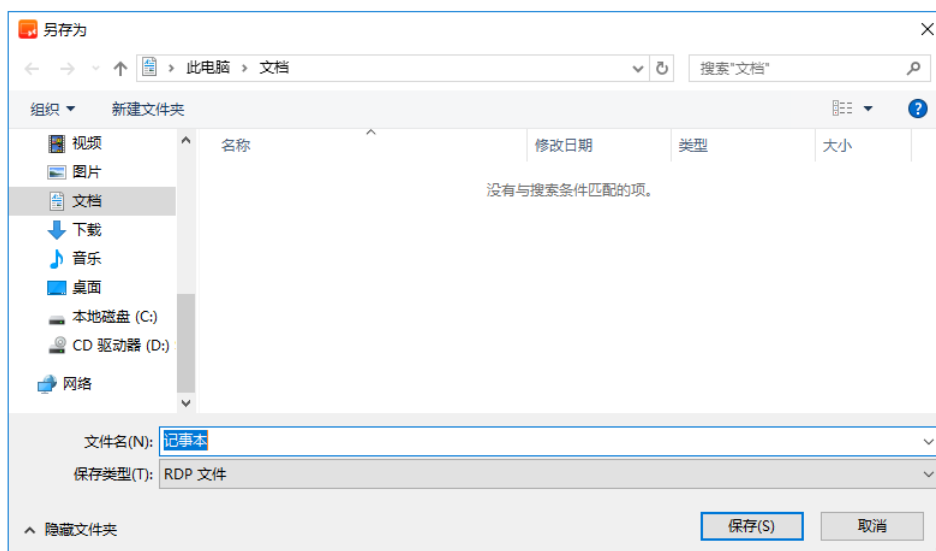 另存为
此电脑 › 文档
搜索"文档"
组织 新建文件夹
名称 修改日期 类型 大小
没有与搜索条件匹配的项。
视频
图片
文档
下载
音乐
桌面
本地磁盘 (C:)
CD 驱动器 (D:)
网络
文件名(N): 记事本
保存类型(T): RDP 文件
隐藏文件夹
保存(S) 取消